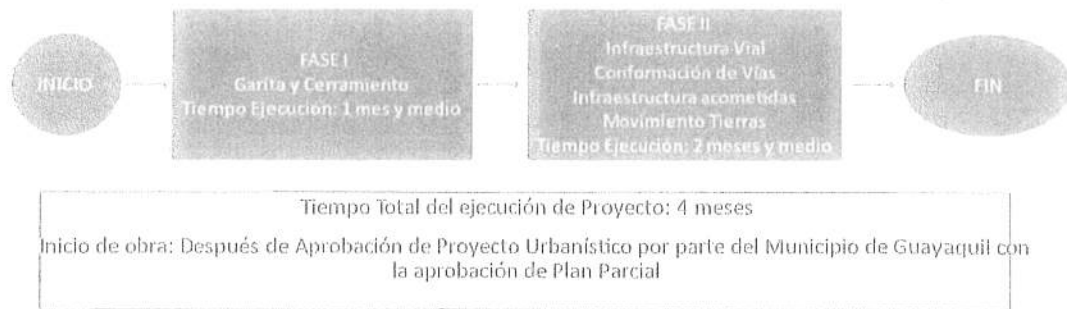 INICIO
FASE I
Garita y Cerramiento
Tiempo Ejecución: 1 mes y medio
FASE II
Infraestructura Vial
Conformación de Vías
Infraestructura acometidas
Movimiento Tierras
Tiempo Ejecución: 2 meses y medio
FIN
Tiempo Total del ejecución de Proyecto: 4 meses
Inicio de obra: Después de Aprobación de Proyecto Urbanístico por parte del Municipio de Guayaquil con
la aprobación de Plan Parcial